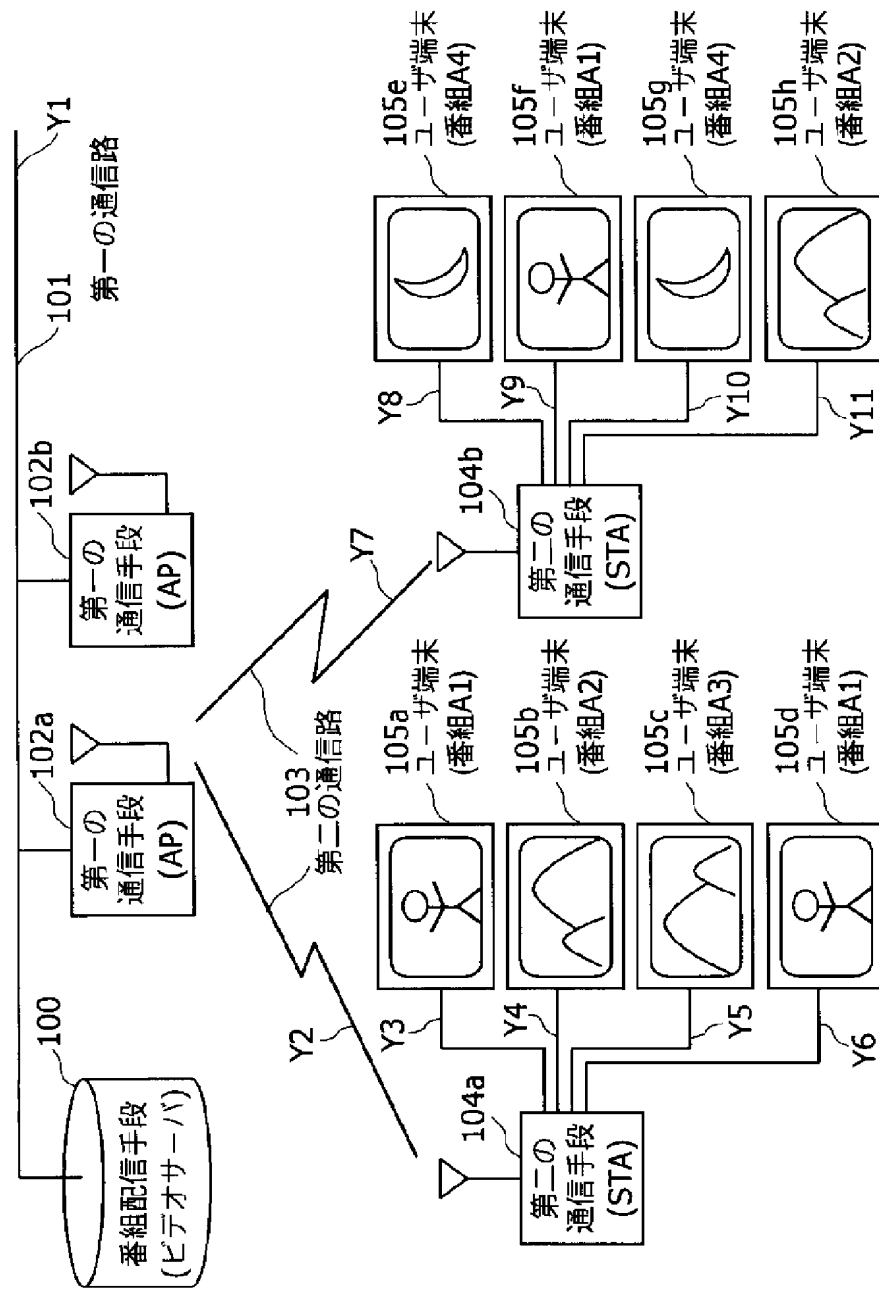 100
番組配信手段
(ビデオサーバ)
102a
第一の
通信手段
(AP)
102b
第一の
通信手段
(AP)
101
Y1
第一の通信路
103
第二の通信路
Y2
Y7
104a
第二の
通信手段
(STA)
Y3
Y4
Y5
Y6
105a
ユーザ端末
(番組A1)
105b
ユーザ端末
(番組A2)
105c
ユーザ端末
(番組A3)
105d
ユーザ端末
(番組A1)
104b
第二の
通信手段
(STA)
Y8
Y9
Y10
Y11
105e
ユーザ端末
(番組A4)
105f
ユーザ端末
(番組A1)
105g
ユーザ端末
(番組A4)
105h
ユーザ端末
(番組A2)